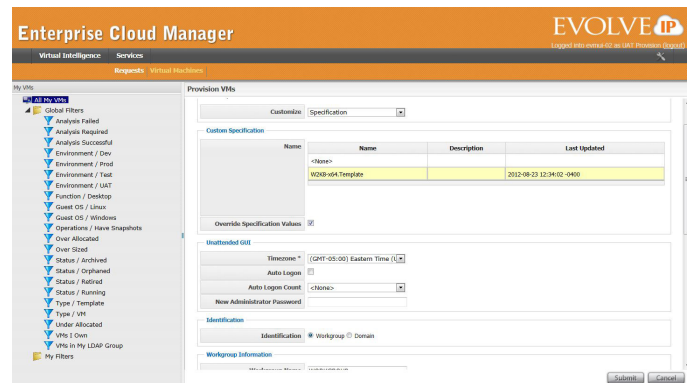 Enterprise Cloud Manager
EVOLVE IP
Logged into evmui-02 as UAT Provision (logout)
Virtual Intelligence Services
Requests Virtual Machines
My VMs
All My VMs
Global Filters
Analysis Failed
Analysis Required
Analysis Successful
Environment / Dev
Environment / Prod
Environment / Test
Environment / UAT
Function / Desktop
Guest OS / Linux
Guest OS / Windows
Operations / Have Snapshots
Over Allocated
Over Sized
Status / Archived
Status / Orphaned
Status / Retired
Status / Running
Type / Template
Type / VM
Under Allocated
VMs I Own
VMs in My LDAP Group
My Filters
Provision VMs
Customize Specification
Custom Specification
Name
Name Description Last Updated
<None>
W2K8-x64.Template 2012-08-23 12:34:02 -0400
Override Specification Values
Unattended GUI
Timezone * (GMT-05:00) Eastern Time (U
Auto Logon
Auto Logon Count <None>
New Administrator Password
Identification
Identification Workgroup Domain
Workgroup Information
Workgroup Name WORKGROUP
Submit Cancel